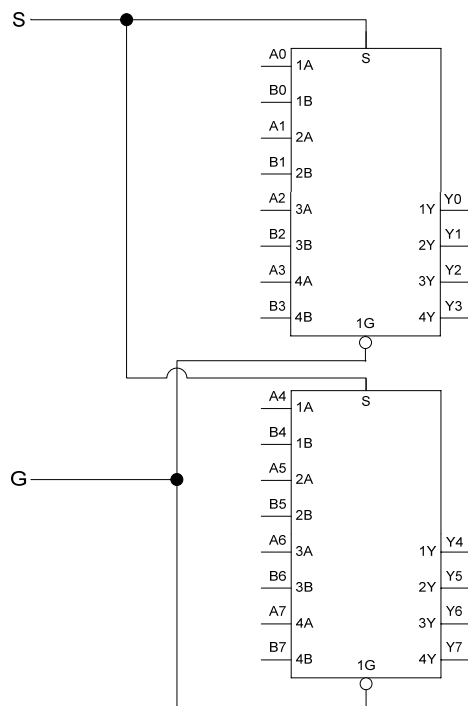 S
S
A0 1A
B0 1B
A1 2A
B1 2B
A2 3A 1Y Y0
B2 3B 2Y Y1
A3 4A 3Y Y2
B3 4B 4Y Y3
1G
S
A4 1A
B4 1B
G
A5 2A
B5 2B
A6 3A 1Y Y4
B6 3B 2Y Y5
A7 4A 3Y Y6
B7 4B 4Y Y7
1G